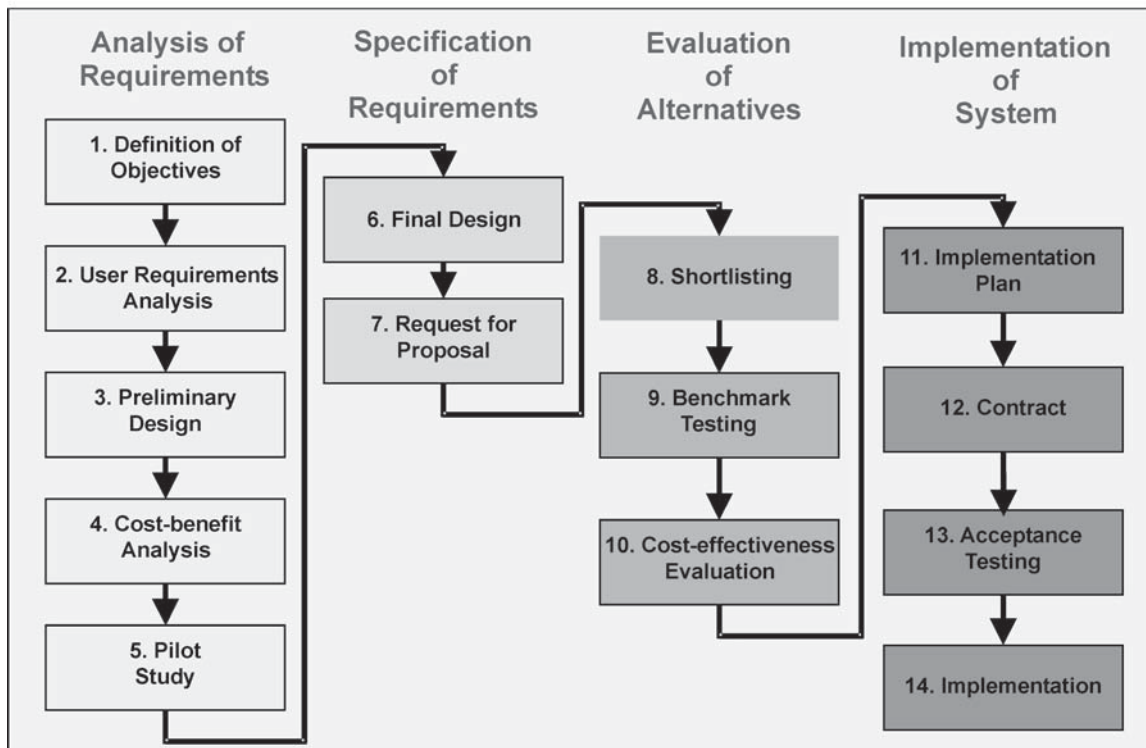 Analysis of
Requirements
1. Definition of
Objectives
2. User Requirements
Analysis
3. Preliminary
Design
4. Cost-benefit
Analysis
5. Pilot
Study
Specification
of
Requirements
6. Final Design
7. Request for
Proposal
Evaluation
of
Alternatives
8. Shortlisting
9. Benchmark
Testing
10. Cost-effectiveness
Evaluation
Implementation
of
System
11. Implementation
Plan
12. Contract
13. Acceptance
Testing
14. Implementation